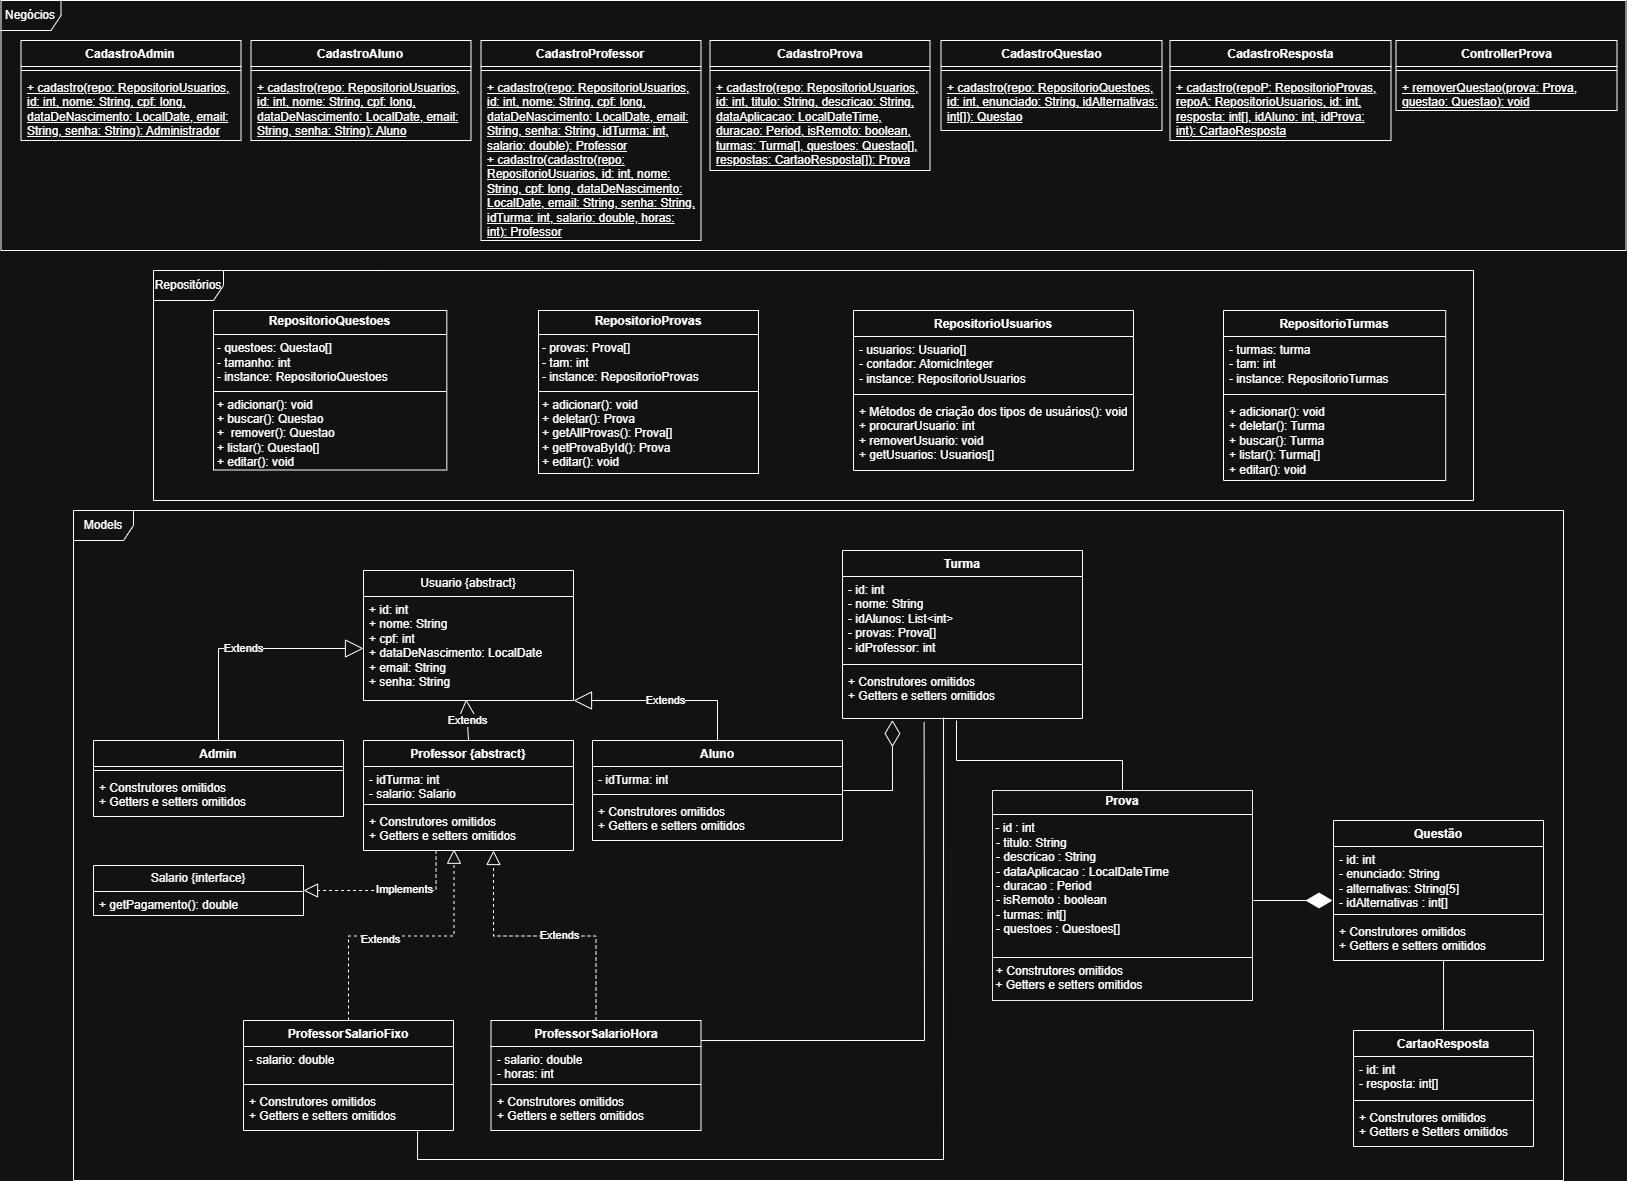 Negócios
CadastroAdmin
+ cadastro(repo: RepositorioUsuarios,
id: int, nome: String, cpf: long,
dataDeNascimento: LocalDate, email:
String, senha: String): Administrador
CadastroAluno
+ cadastro(repo: RepositorioUsuarios,
id: int, nome: String, cpf: long,
dataDeNascimento: LocalDate, email:
String, senha: String): Aluno
CadastroProfessor
+ cadastro(repo: RepositorioUsuarios,
id: int, nome: String, cpf: long,
dataDeNascimento: LocalDate, email:
String, senha: String, idTurma: int,
salario: double): Professor
+ cadastro(cadastro(repo:
RepositorioUsuarios, id: int, nome:
String, cpf: long, dataDeNascimento:
LocalDate, email: String, senha: String,
idTurma: int, salario: double, horas:
int): Professor
CadastroProva
+ cadastro(repo: RepositorioUsuarios,
id: int, titulo: String, descricao: String,
dataAplicacao: LocalDateTime,
duracao: Period, isRemoto: boolean,
turmas: Turma[], questoes: Questao[],
respostas: CartaoResposta[]): Prova
CadastroQuestao
+ cadastro(repo: RepositorioQuestoes,
id: int, enunciado: String, idAlternativas:
int[]): Questao
CadastroResposta
+ cadastro(repoP: RepositorioProvas,
repoA: RepositorioUsuarios, id: int,
resposta: int[], idAluno: int, idProva:
int): CartaoResposta
ControllerProva
+ removerQuestao(prova: Prova,
questao: Questao): void
Repositórios
RepositorioQuestoes
- questoes: Questao[]
- tamanho: int
- instance: RepositorioQuestoes
+ adicionar(): void
+ buscar(): Questao
+  remover(): Questao
+ listar(): Questao[]
+ editar(): void
RepositorioProvas
- provas: Prova[]
- tam: int
- instance: RepositorioProvas
+ adicionar(): void
+ deletar(): Prova
+ getAllProvas(): Prova[]
+ getProvaById(): Prova
+ editar(): void
RepositorioUsuarios
- usuarios: Usuario[]
- contador: AtomicInteger
- instance: RepositorioUsuarios
+ Métodos de criação dos tipos de usuários(): void
+ procurarUsuario: int
+ removerUsuario: void
+ getUsuarios: Usuarios[]
RepositorioTurmas
- turmas: turma
- tam: int
- instance: RepositorioTurmas
+ adicionar(): void
+ deletar(): Turma
+ buscar(): Turma
+ listar(): Turma[]
+ editar(): void
Models
Usuario {abstract}
+ id: int
+ nome: String
+ cpf: int
+ dataDeNascimento: LocalDate
+ email: String
+ senha: String
Turma
- id: int
- nome: String
- idAlunos: List<int>
- provas: Prova[]
- idProfessor: int
+ Construtores omitidos
+ Getters e setters omitidos
Extends
Extends
Extends
Admin
+ Construtores omitidos
+ Getters e setters omitidos
Professor {abstract}
- idTurma: int
- salario: Salario
+ Construtores omitidos
+ Getters e setters omitidos
Aluno
- idTurma: int
+ Construtores omitidos
+ Getters e setters omitidos
Prova
- id : int
- titulo: String
- descricao : String
- dataAplicacao : LocalDateTime
- duracao : Period
- isRemoto : boolean
- turmas: int[]
- questoes : Questoes[]
+ Construtores omitidos
+ Getters e setters omitidos
Questão
- id: int
- enunciado: String
- alternativas: String[5]
- idAlternativas : int[]
+ Construtores omitidos
+ Getters e setters omitidos
Salario {interface}
+ getPagamento(): double
Implements
Extends
Extends
ProfessorSalarioFixo
- salario: double
+ Construtores omitidos
+ Getters e setters omitidos
ProfessorSalarioHora
- salario: double
- horas: int
+ Construtores omitidos
+ Getters e setters omitidos
CartaoResposta
- id: int
- resposta: int[]
+ Construtores omitidos
+ Getters e Setters omitidos